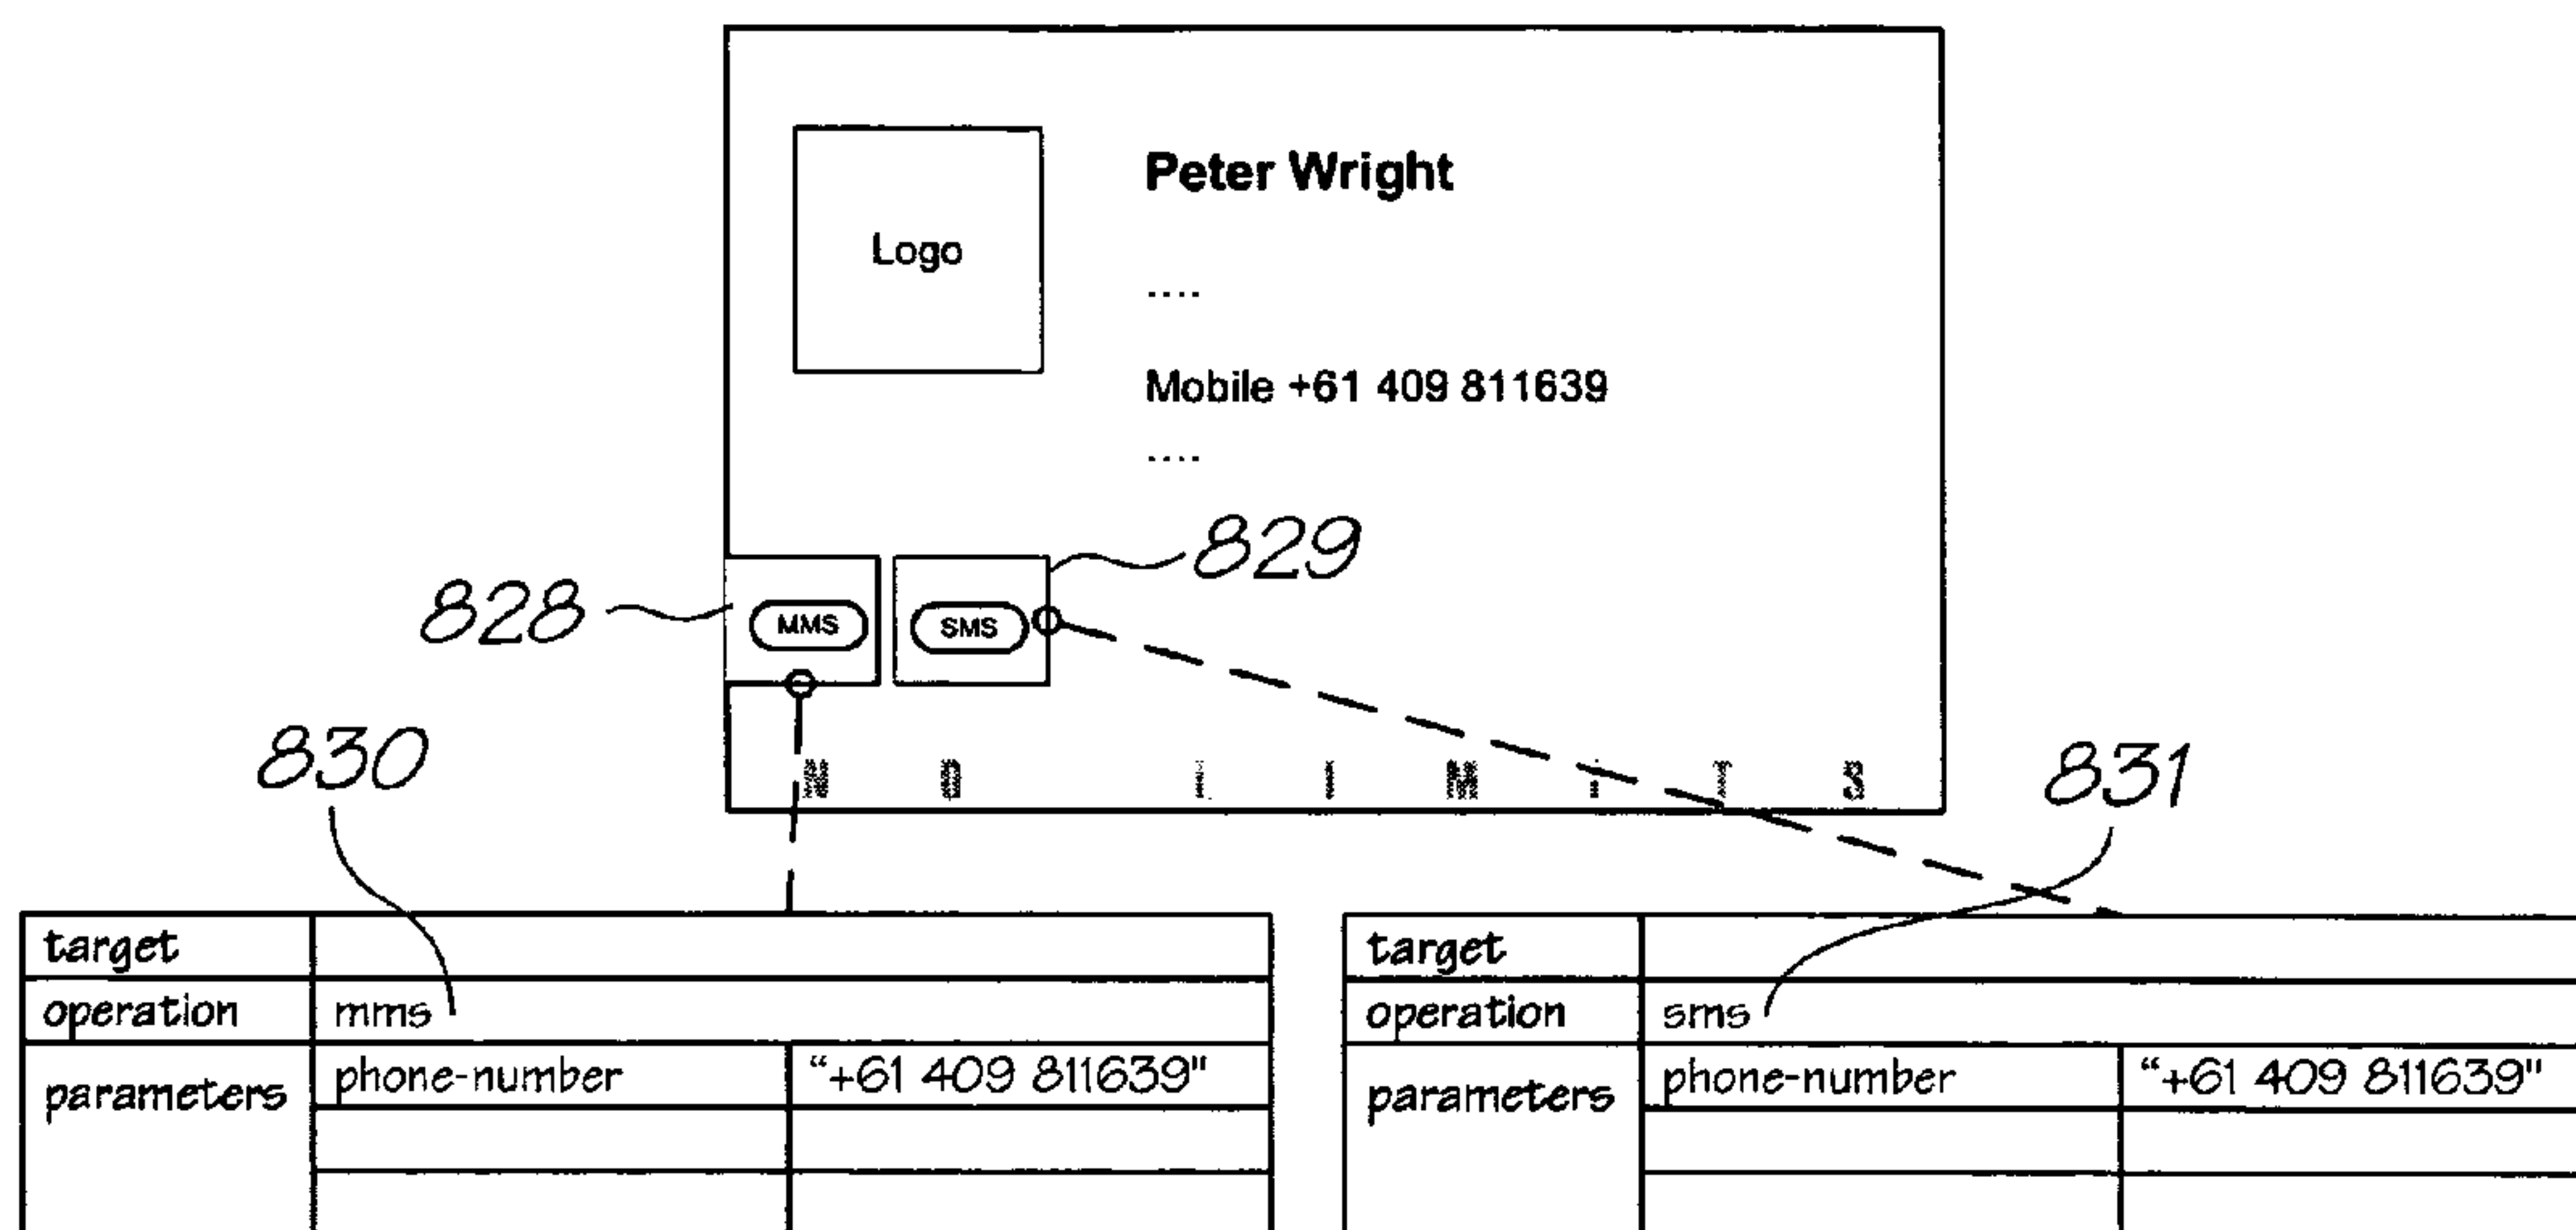 Peter Wright
Logo
....
Mobile +61 409 811639
....
829
828
MMS SMS
830
831
target
operation mms
parameters phone-number “+61 409 811639"
target
operation sms
parameters phone-number “+61 409 811639"